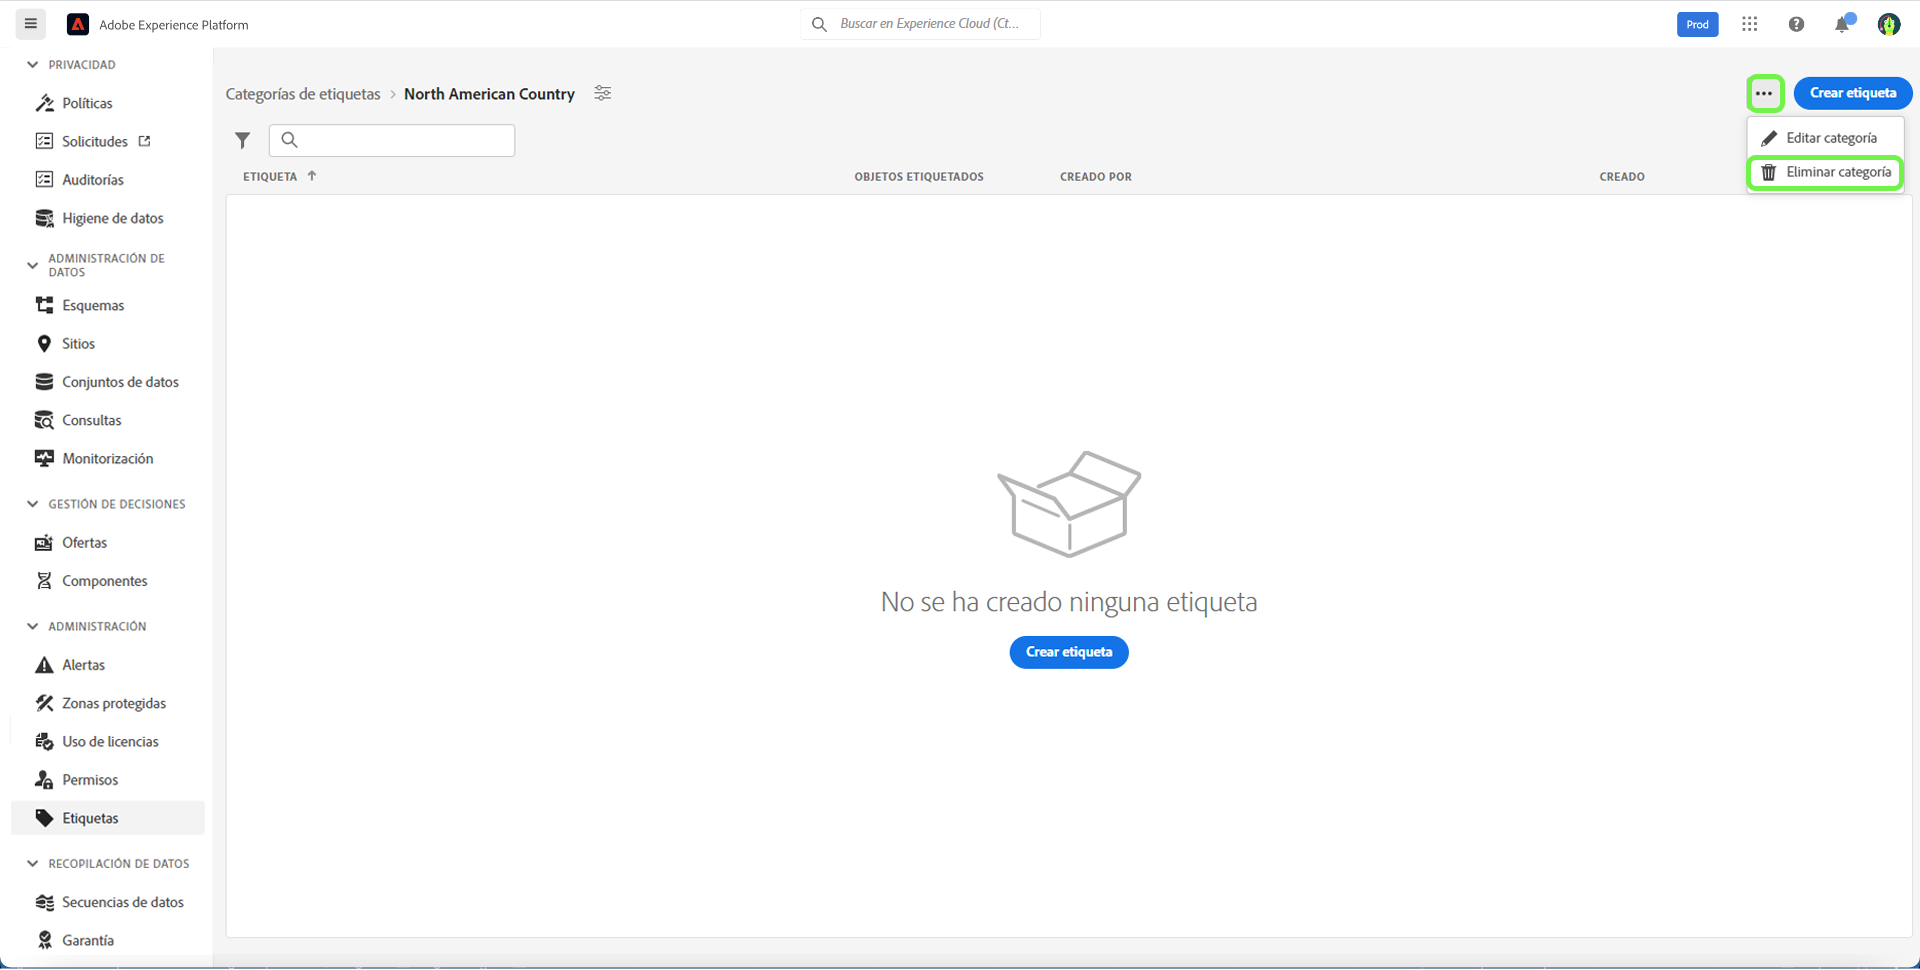 Adobe Experience Platform
Buscar en Experience Cloud (Ct...
Prod
PRIVACIDAD
Políticas
Solicitudes
Auditorías
Higiene de datos
ADMINISTRACIÓN DE
DATOS
Esquemas
Sitios
Conjuntos de datos
Consultas
Monitorización
GESTIÓN DE DECISIONES
Ofertas
Componentes
ADMINISTRACIÓN
Alertas
Zonas protegidas
Uso de licencias
Permisos
Etiquetas
RECOPILACIÓN DE DATOS
Secuencias de datos
Garantía
Categorías de etiquetas > North American Country
Crear etiqueta
Editar categoría
Eliminar categoría
ETIQUETA ↑ OBJETOS ETIQUETADOS CREADO POR CREADO
No se ha creado ninguna etiqueta
Crear etiqueta